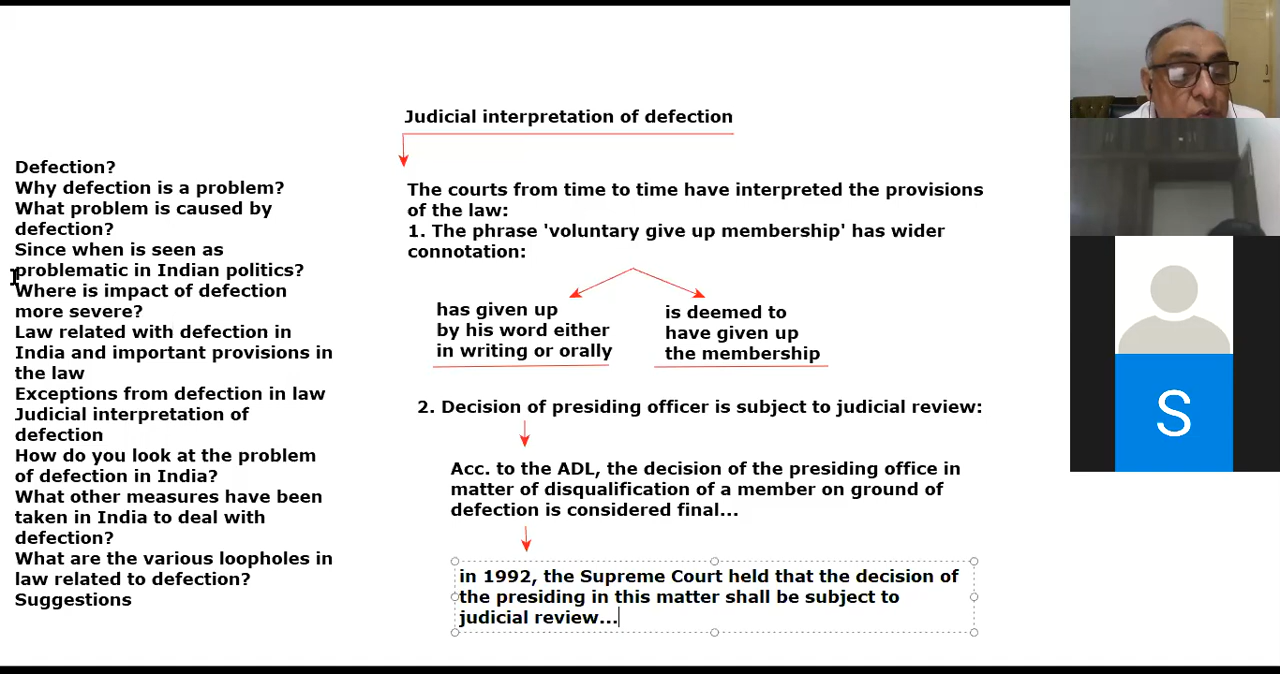 Defection?
Why defection is a problem?
What problem is caused by
defection?
Since when is seen as
problematic in Indian politics?
Where is impact of defection
more severe?
Law related with defection in
India and important provisions in
the law
Exceptions from defection in law
Judicial interpretation of
defection
How do you look at the problem
of defection in India?
What other measures have been
taken in India to deal with
defection?
What are the various loopholes in
law related to defection?
Suggestions
Judicial interpretation of defection
The courts from time to time have interpreted the provisions
of the law:
1. The phrase 'voluntary give up membership' has wider
connotation:
has given up
by his word either
in writing or orally
is deemed to
have given up
the membership
2. Decision of presiding officer is subject to judicial review:
Acc. to the ADL, the decision of the presiding office in
matter of disqualification of a member on ground of
defection is considered final...
in 1992, the Supreme Court held that the decision of
the presiding in this matter shall be subject to
judicial review...
S